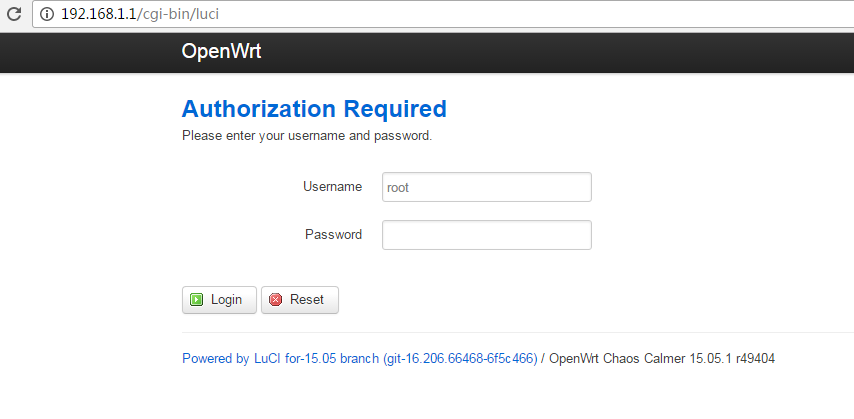 192.168.1.1/cgi-bin/luci
OpenWrt
Authorization Required
Please enter your username and password.
Username root
Password
Login Reset
Powered by LuCI for-15.05 branch (git-16.206.66468-6f5c466) / OpenWrt Chaos Calmer 15.05.1 r49404